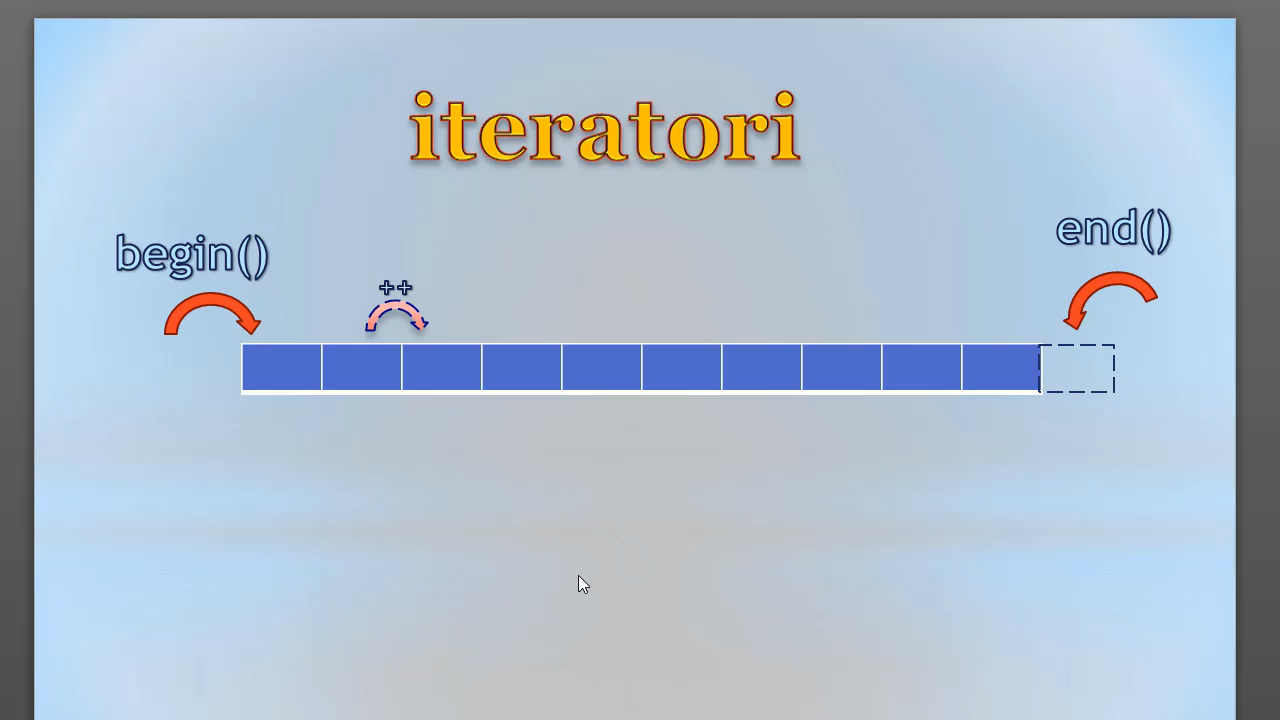 iteratori
begin()
end()
++